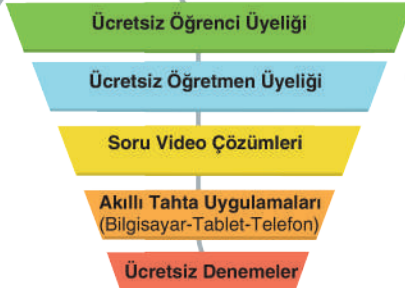 Ücretsiz Öğrenci Üyeliği
Ücretsiz Öğretmen Üyeliği
Soru Video Çözümleri
Akıllı Tahta Uygulamaları
(Bilgisayar-Tablet-Telefon)
Ücretsiz Denemeler